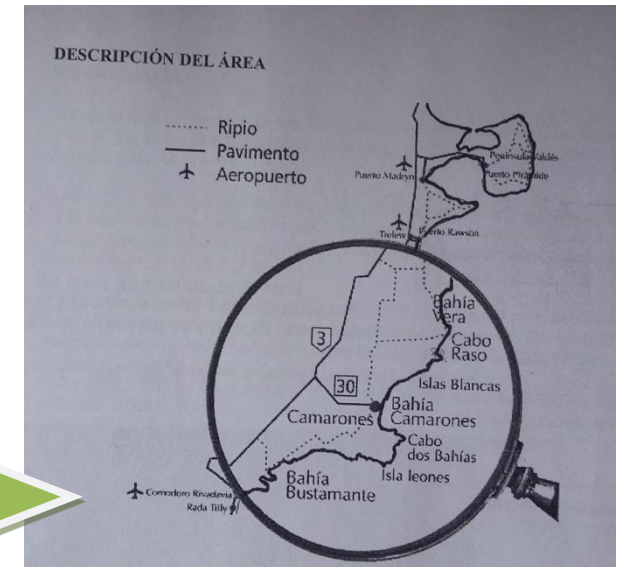 DESCRIPCIÓN DEL ÁREA
Ripio
Pavimento
Aeropuerto
Península Valdés
Puerto Madryn
Puerto Pirámide
Trelew
Puerto Rawson
Bahía
Vera
Cabo
Raso
3
Islas Blancas
30
Bahía
Camarones
Camarones
Cabo
dos Bahías
Isla leones
Bahía
Bustamante
Comodoro Rivadavia
Rada Tilly